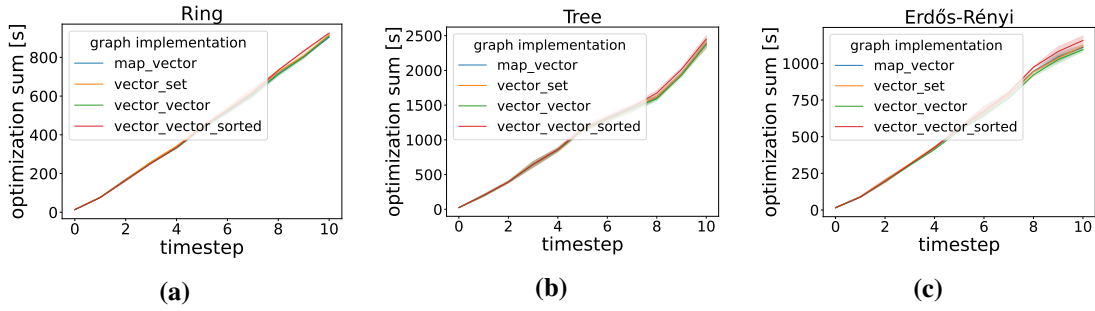 Ring
optimization sum [s]
800
600
400
200
0
graph implementation
map_vector
vector_set
vector_vector
vector_vector_sorted
0 2 4 6 8 10
timestep
(a)
Tree
optimization sum [s]
2500
2000
1500
1000
500
0
graph implementation
map_vector
vector_set
vector_vector
vector_vector_sorted
0 2 4 6 8 10
timestep
(b)
Erdős-Rényi
optimization sum [s]
1000
750
500
250
0
graph implementation
map_vector
vector_set
vector_vector
vector_vector_sorted
0 2 4 6 8 10
timestep
(c)